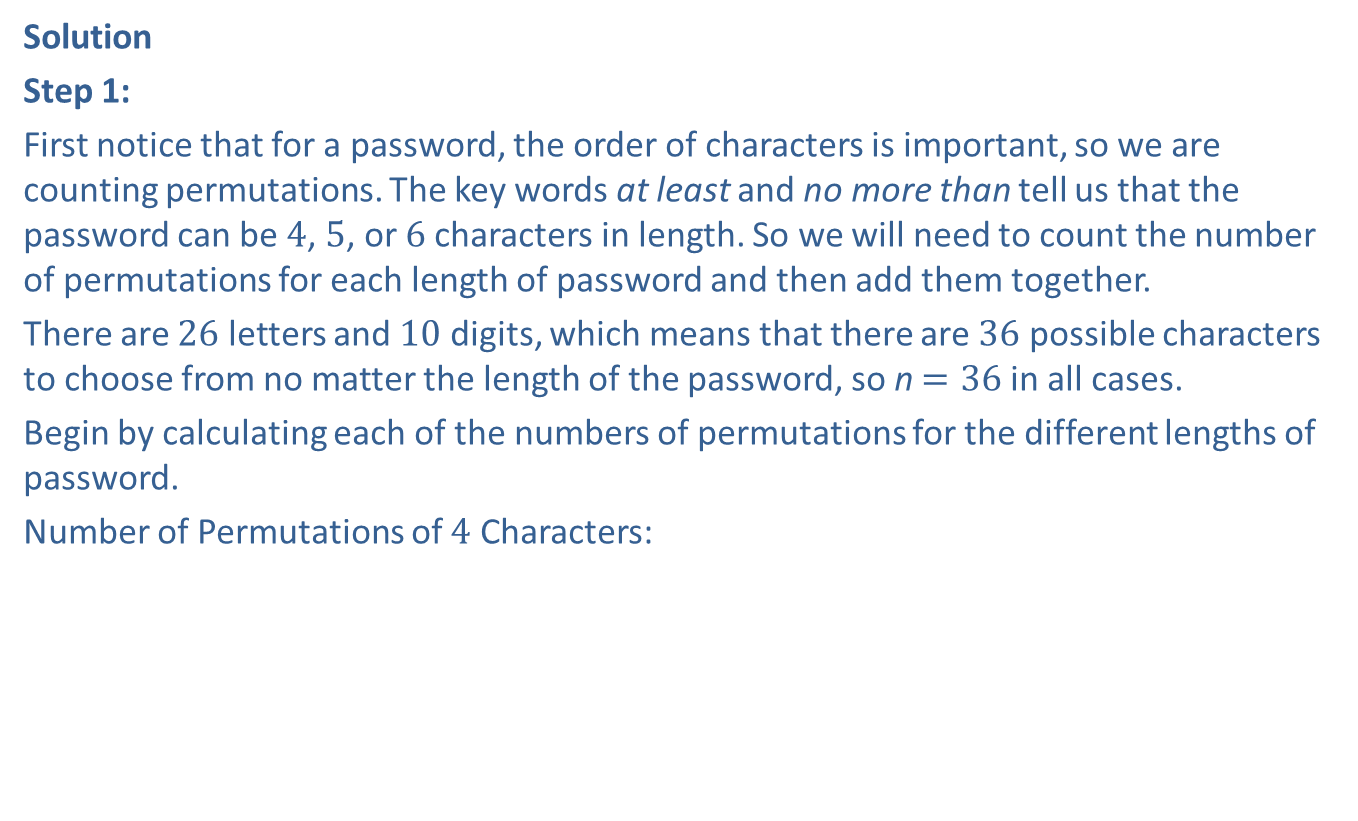 Solution
Step 1:
First notice that for a password, the order of characters is important, so we are
counting permutations. The key words at least and no more than tell us that the
password can be 4, 5, or 6 characters in length. So we will need to count the number
of permutations for each length of password and then add them together.
There are 26 letters and 10 digits, which means that there are 36 possible characters
to choose from no matter the length of the password, so n = 36 in all cases.
Begin by calculating each of the numbers of permutations for the different lengths of
password.
Number of Permutations of 4 Characters: